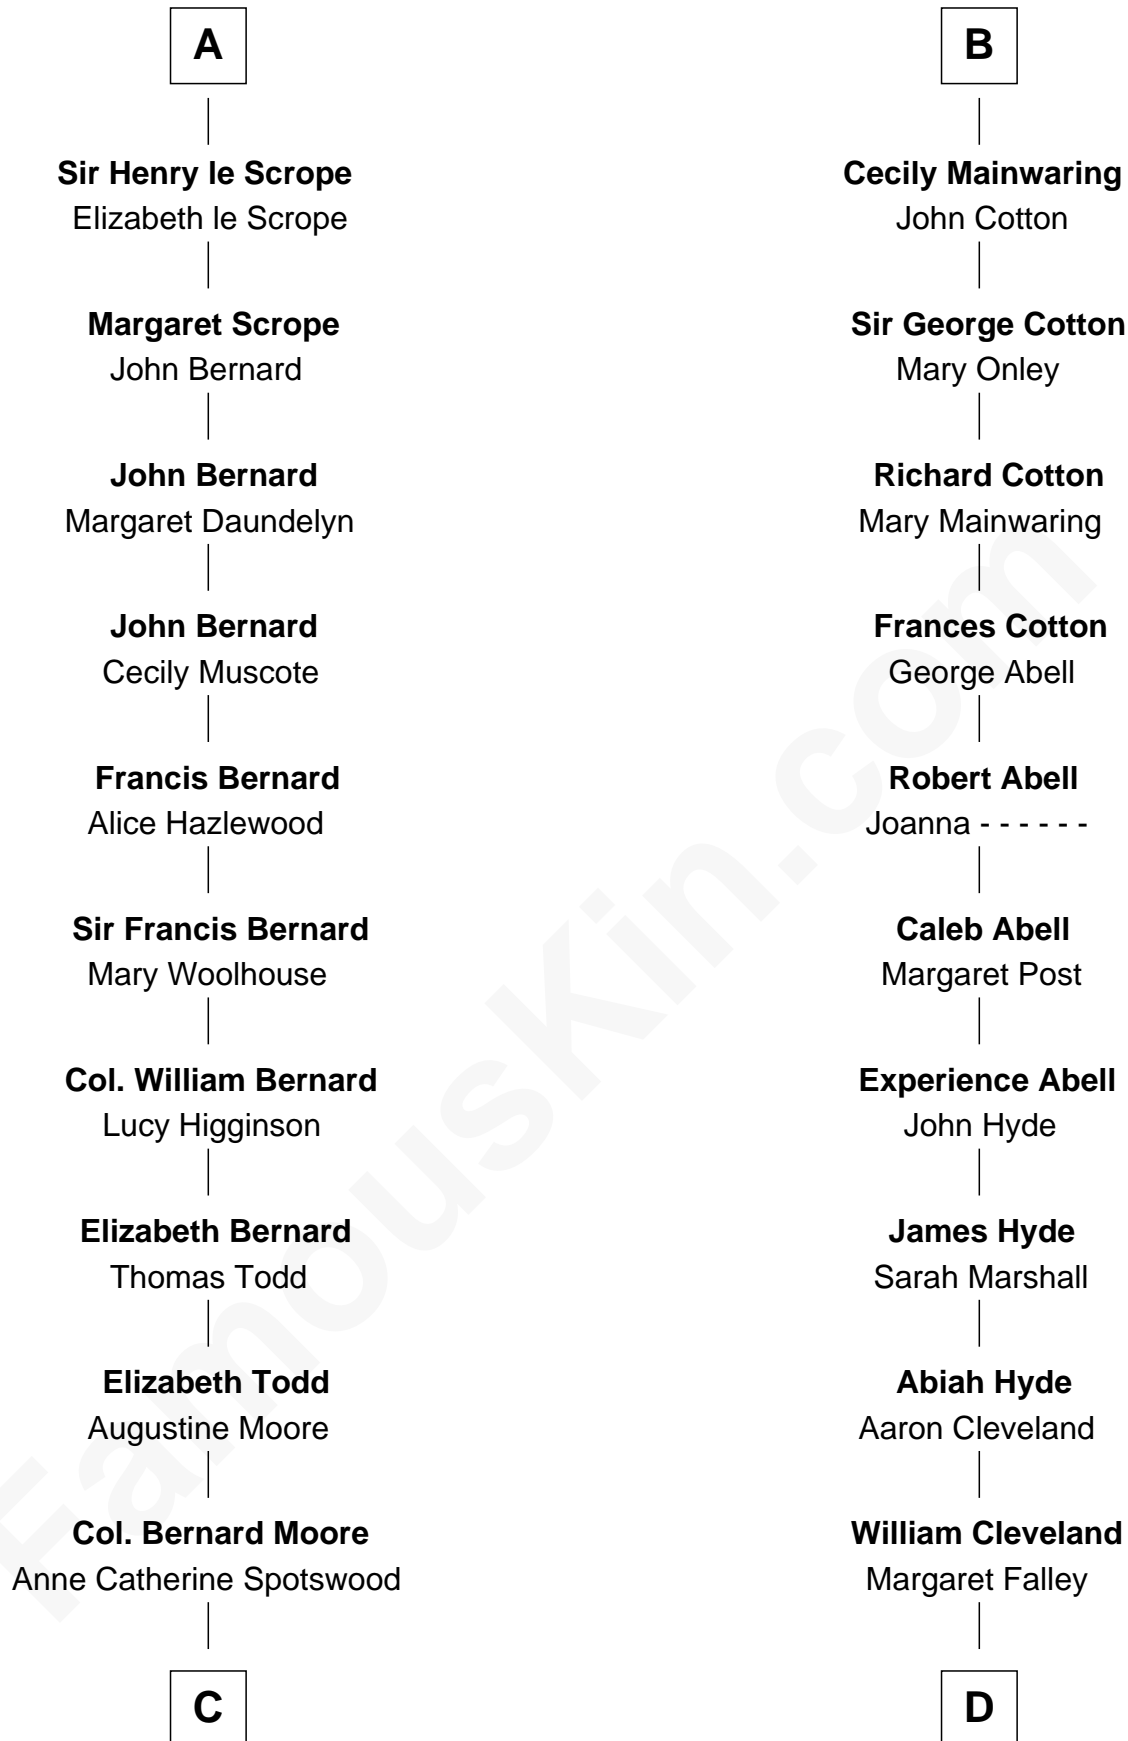 A
Sir Henry le Scrope
Elizabeth le Scrope
Margaret Scrope
John Bernard
John Bernard
Margaret Daundelyn
John Bernard
Cecily Muscote
Francis Bernard
Alice Hazlewood
Sir Francis Bernard
Mary Woolhouse
Col. William Bernard
Lucy Higginson
Elizabeth Bernard
Thomas Todd
Elizabeth Todd
Augustine Moore
Col. Bernard Moore
Anne Catherine Spotswood
C
B
Cecily Mainwaring
John Cotton
Sir George Cotton
Mary Onley
Richard Cotton
Mary Mainwaring
Frances Cotton
George Abell
Robert Abell
Joanna - - - - - -
Caleb Abell
Margaret Post
Experience Abell
John Hyde
James Hyde
Sarah Marshall
Abiah Hyde
Aaron Cleveland
William Cleveland
Margaret Falley
D
FamousKin.com